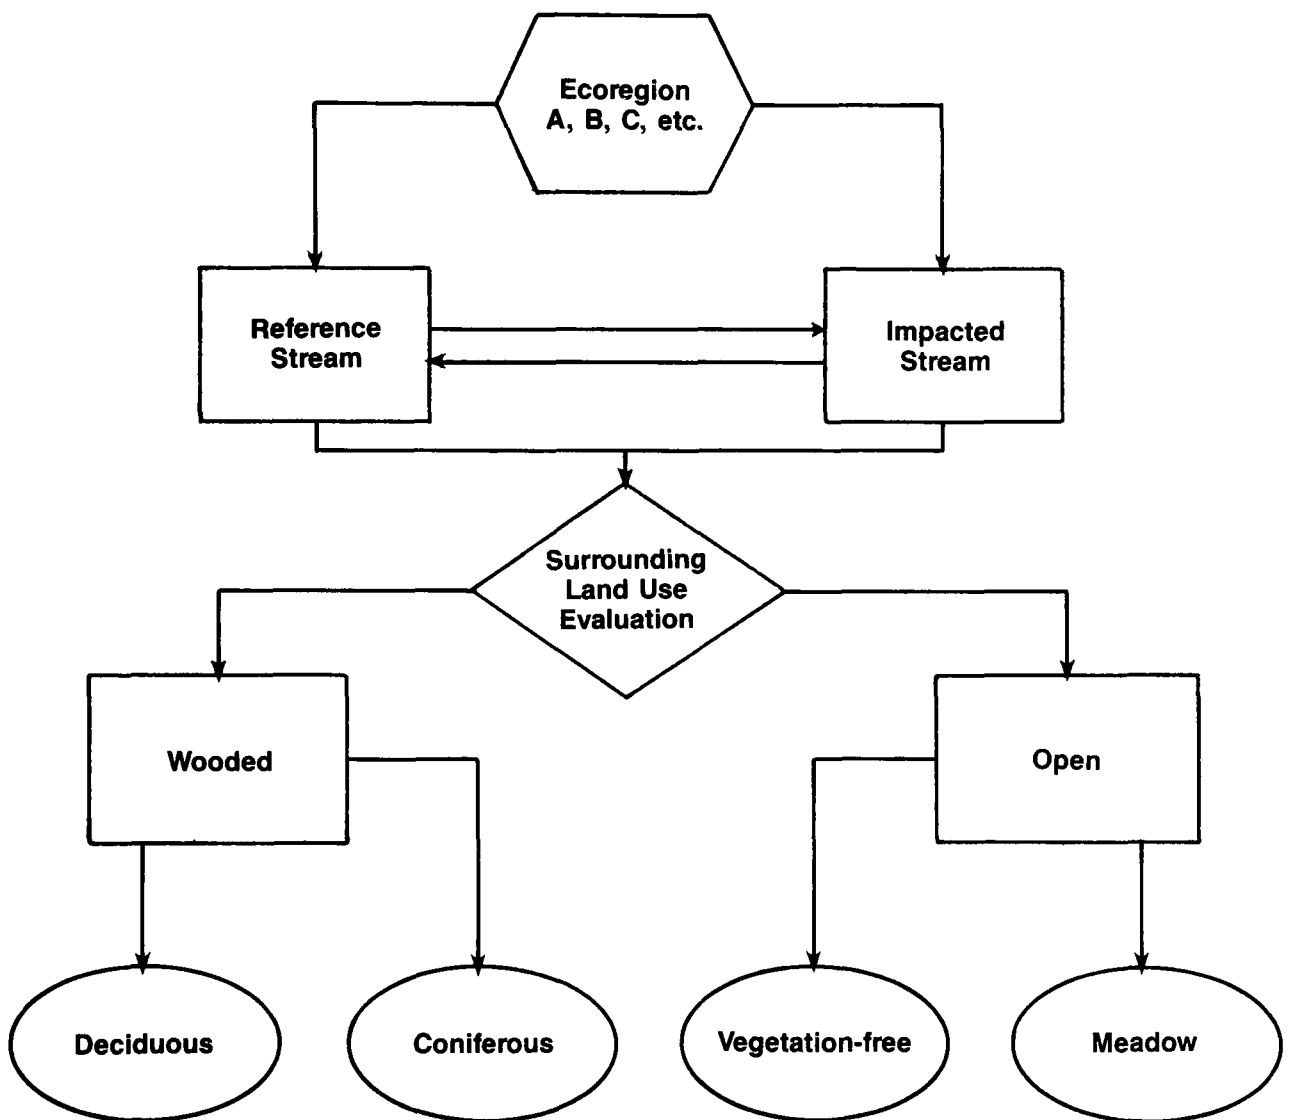 Ecoregion
A, B, C, etc.
Reference
Stream
Impacted
Stream
Surrounding
Land Use
Evaluation
Wooded
Open
Deciduous
Coniferous
Vegetation-free
Meadow